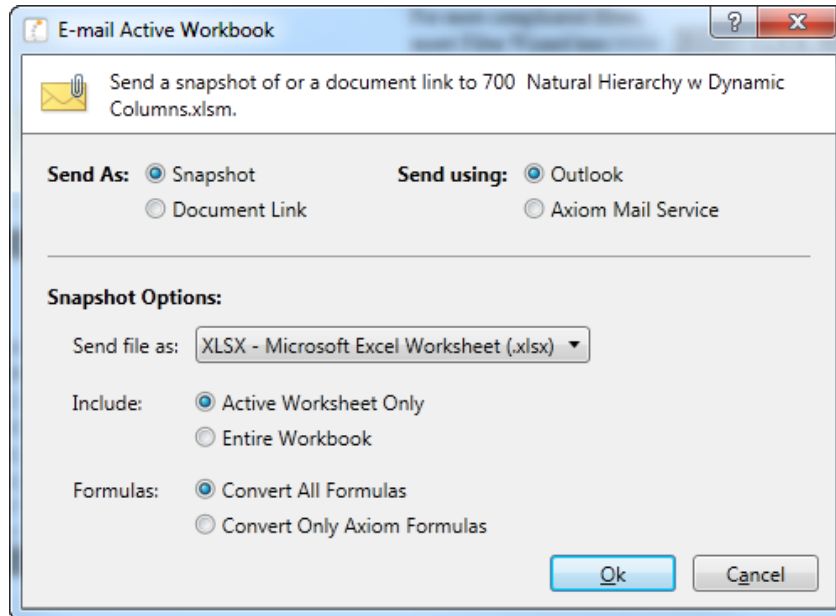 E-mail Active Workbook
?
Send a snapshot of or a document link to 700 Natural Hierarchy w Dynamic
Columns.xlsm.
Send As: Snapshot Send using: Outlook
Document Link Axiom Mail Service
Snapshot Options:
Send file as: XLSX - Microsoft Excel Worksheet (.xlsx)
Include: Active Worksheet Only
Entire Workbook
Formulas: Convert All Formulas
Convert Only Axiom Formulas
Ok Cancel